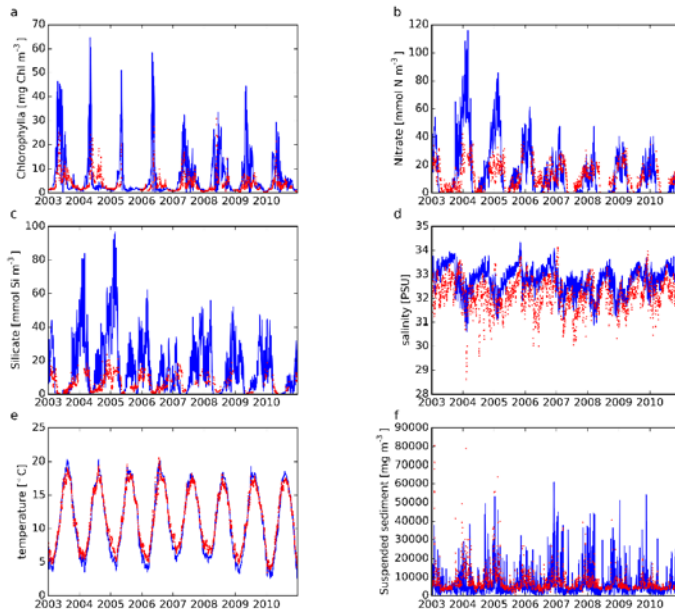 a
Chlorophylla [mg Chl m⁻³]
70
60
50
40
30
20
10
0
2003 2004 2005 2006 2007 2008 2009 2010
b
Nitrate [mmol N m⁻³]
120
100
80
60
40
20
0
2003 2004 2005 2006 2007 2008 2009 2010
c
Silicate [mmol Si m⁻³]
100
80
60
40
20
0
2003 2004 2005 2006 2007 2008 2009 2010
d
salinity [PSU]
35
34
33
32
31
30
29
28
2003 2004 2005 2006 2007 2008 2009 2010
e
temperature [°C]
25
20
15
10
5
0
2003 2004 2005 2006 2007 2008 2009 2010
f
Suspended sediment [mg m⁻³]
90000
80000
70000
60000
50000
40000
30000
20000
10000
0
2003 2004 2005 2006 2007 2008 2009 2010